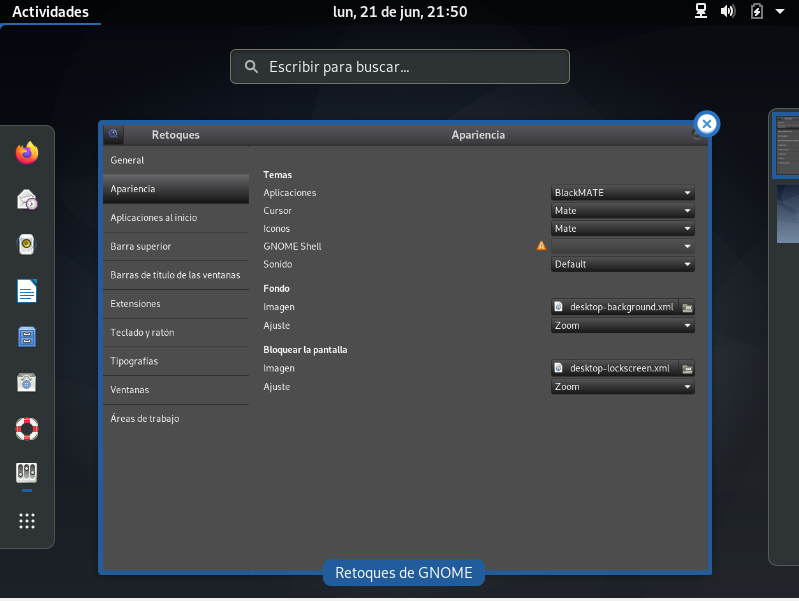 Actividades
lun, 21 de jun, 21:50
Escribir para buscar...
Retoques
Apariencia
General
Apariencia
Aplicaciones al inicio
Barra superior
Barras de título de las ventanas
Extensiones
Teclado y ratón
Tipografías
Ventanas
Áreas de trabajo
Temas
Aplicaciones BlackMATE
Cursor Mate
Iconos Mate
GNOME Shell
Sonido Default
Fondo
Imagen desktop-background.xml
Ajuste Zoom
Bloquear la pantalla
Imagen desktop-lockscreen.xml
Ajuste Zoom
Retoques de GNOME